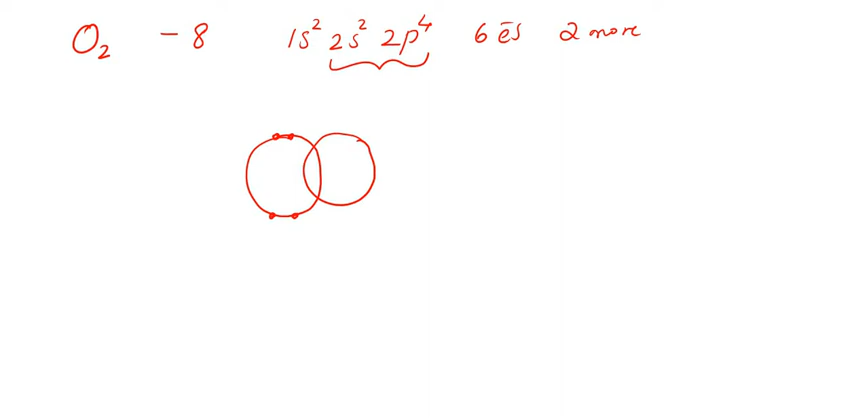 O₂ – 8 1s² 2s² 2p⁴ 6 ēs 2 more